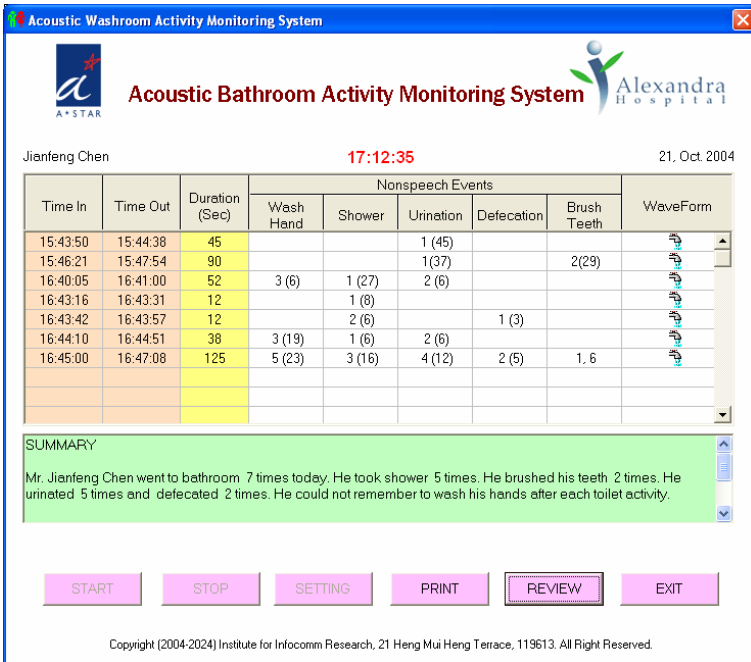 Acoustic Washroom Activity Monitoring System
A★STAR
Acoustic Bathroom Activity Monitoring System
Alexandra
Hospital
Jianfeng Chen 17:12:35 21, Oct. 2004
Time In Time Out Duration (Sec) Nonspeech Events WaveForm
Wash Hand Shower Urination Defecation Brush Teeth
15:43:50 15:44:38 45 1 (45)
15:46:21 15:47:54 90 1(37) 2(29)
16:40:05 16:41:00 52 3 (6) 1 (27) 2 (6)
16:43:16 16:43:31 12 1 (8)
16:43:42 16:43:57 12 2 (6) 1 (3)
16:44:10 16:44:51 38 3 (19) 1 (6) 2 (6)
16:45:00 16:47:08 125 5 (23) 3 (16) 4 (12) 2 (5) 1, 6
SUMMARY
Mr. Jianfeng Chen went to bathroom 7 times today. He took shower 5 times. He brushed his teeth 2 times. He
urinated 5 times and defecated 2 times. He could not remember to wash his hands after each toilet activity.
START STOP SETTING PRINT REVIEW EXIT
Copyright (2004-2024) Institute for Infocomm Research, 21 Heng Mui Heng Terrace, 119613. All Right Reserved.